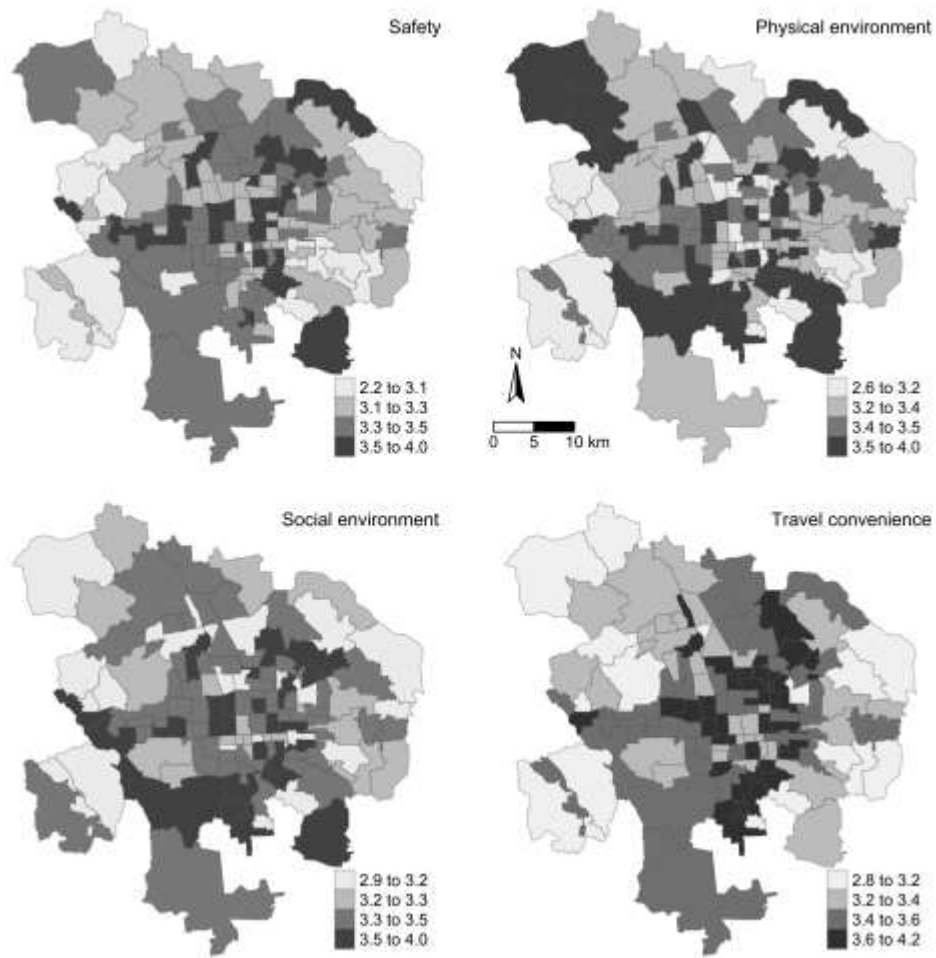 Safety
Physical environment
N
0 5 10 km
2.2 to 3.1
3.1 to 3.3
3.3 to 3.5
3.5 to 4.0
2.6 to 3.2
3.2 to 3.4
3.4 to 3.5
3.5 to 4.0
Social environment
Travel convenience
2.9 to 3.2
3.2 to 3.3
3.3 to 3.5
3.5 to 4.0
2.8 to 3.2
3.2 to 3.4
3.4 to 3.6
3.6 to 4.2